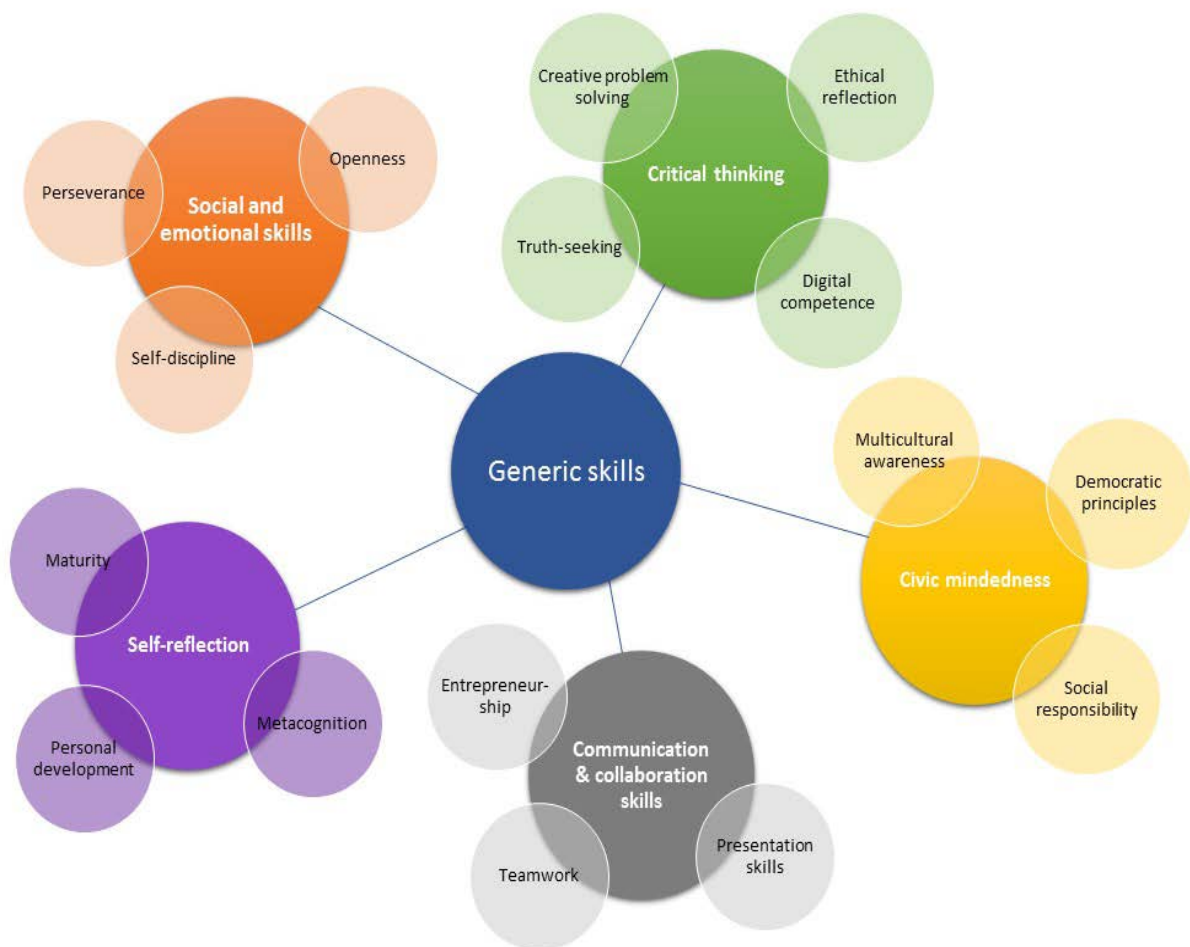 Creative problem
solving
Ethical
reflection
Critical thinking
Truth-seeking
Digital
competence
Openness
Perseverance
Social and
emotional skills
Self-discipline
Generic skills
Multicultural
awareness
Democratic
principles
Civic mindedness
Social
responsibility
Maturity
Self-reflection
Metacognition
Personal
development
Entrepreneur-
ship
Communication
& collaboration
skills
Teamwork
Presentation
skills